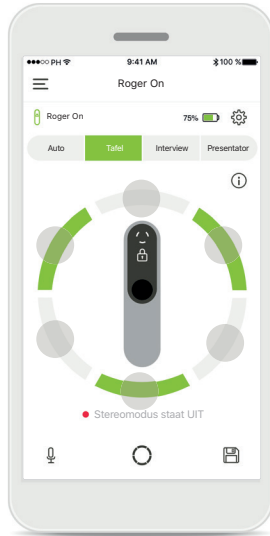 PH 9:41 AM 100 %
Roger On
Roger On 75%
Auto Tafel Interview Presentator
Stereomodus staat UIT